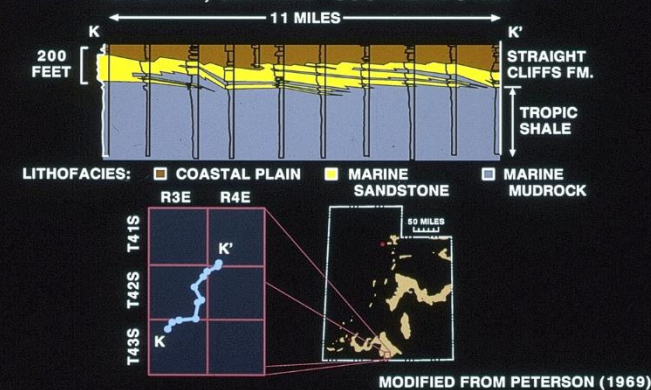 11 MILES
K
K'
200
FEET
STRAIGHT
CLIFFS FM.
TROPIC
SHALE
LITHOFACIES:
COASTAL PLAIN
MARINE
SANDSTONE
MARINE
MUDROCK
R3E R4E
T41S
T42S
T43S
K'
K
50 MILES
MODIFIED FROM PETERSON (1969)